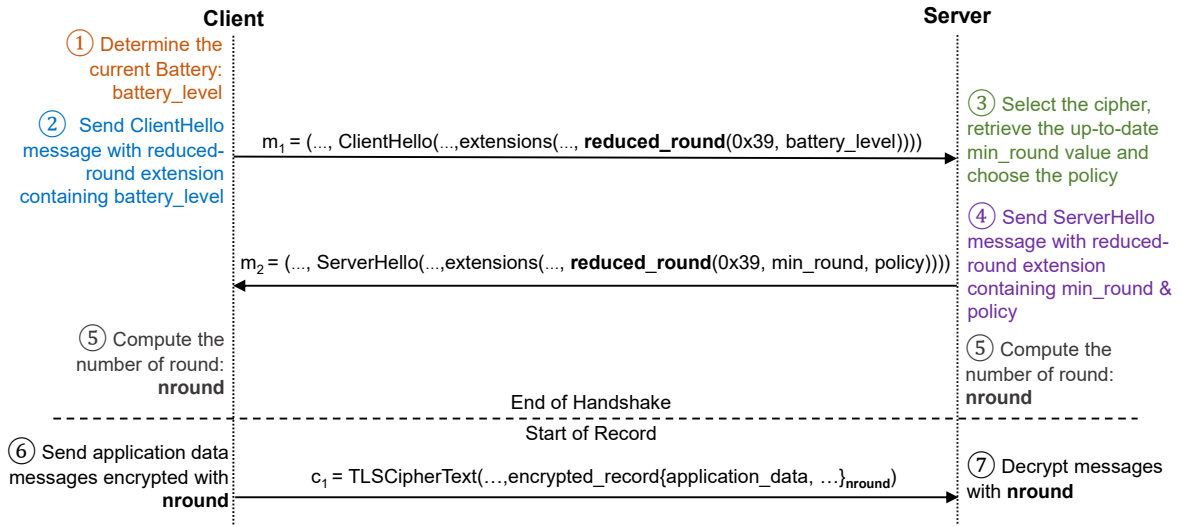 Client
Server
① Determine the
current Battery:
battery_level
② Send ClientHello
message with reduced-
round extension
containing battery_level
m1 = (..., ClientHello(...,extensions(..., reduced_round(0x39, battery_level))))
③ Select the cipher,
retrieve the up-to-date
min_round value and
choose the policy
④ Send ServerHello
message with reduced-
round extension
containing min_round &
policy
m2 = (..., ServerHello(...,extensions(..., reduced_round(0x39, min_round, policy))))
⑤ Compute the
number of round:
nround
⑤ Compute the
number of round:
nround
End of Handshake
Start of Record
⑥ Send application data
messages encrypted with
nround
c1 = TLSCipherText(…,encrypted_record{application_data, …}nround)
⑦ Decrypt messages
with nround